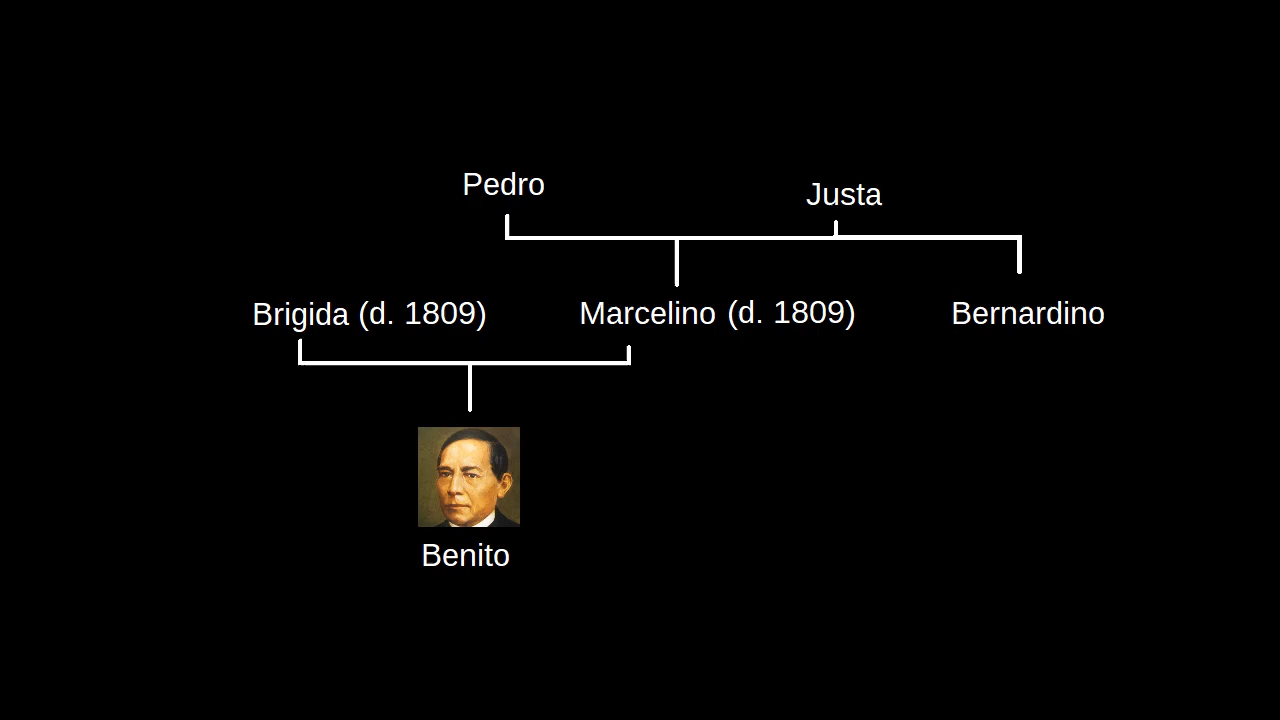 Pedro
Justa
Brigida (d. 1809)
Marcelino (d. 1809)
Bernardino
Benito